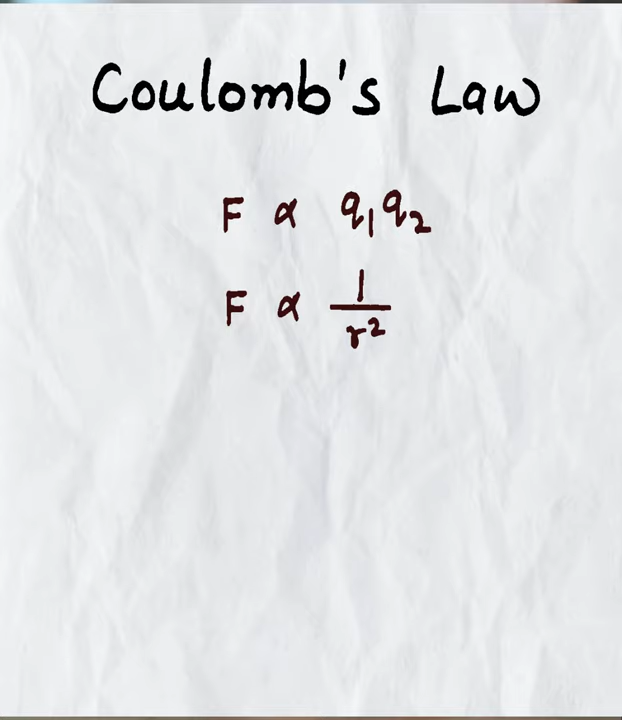 Coulomb's Law
F ∝ q₁q₂
F ∝ 1/r²